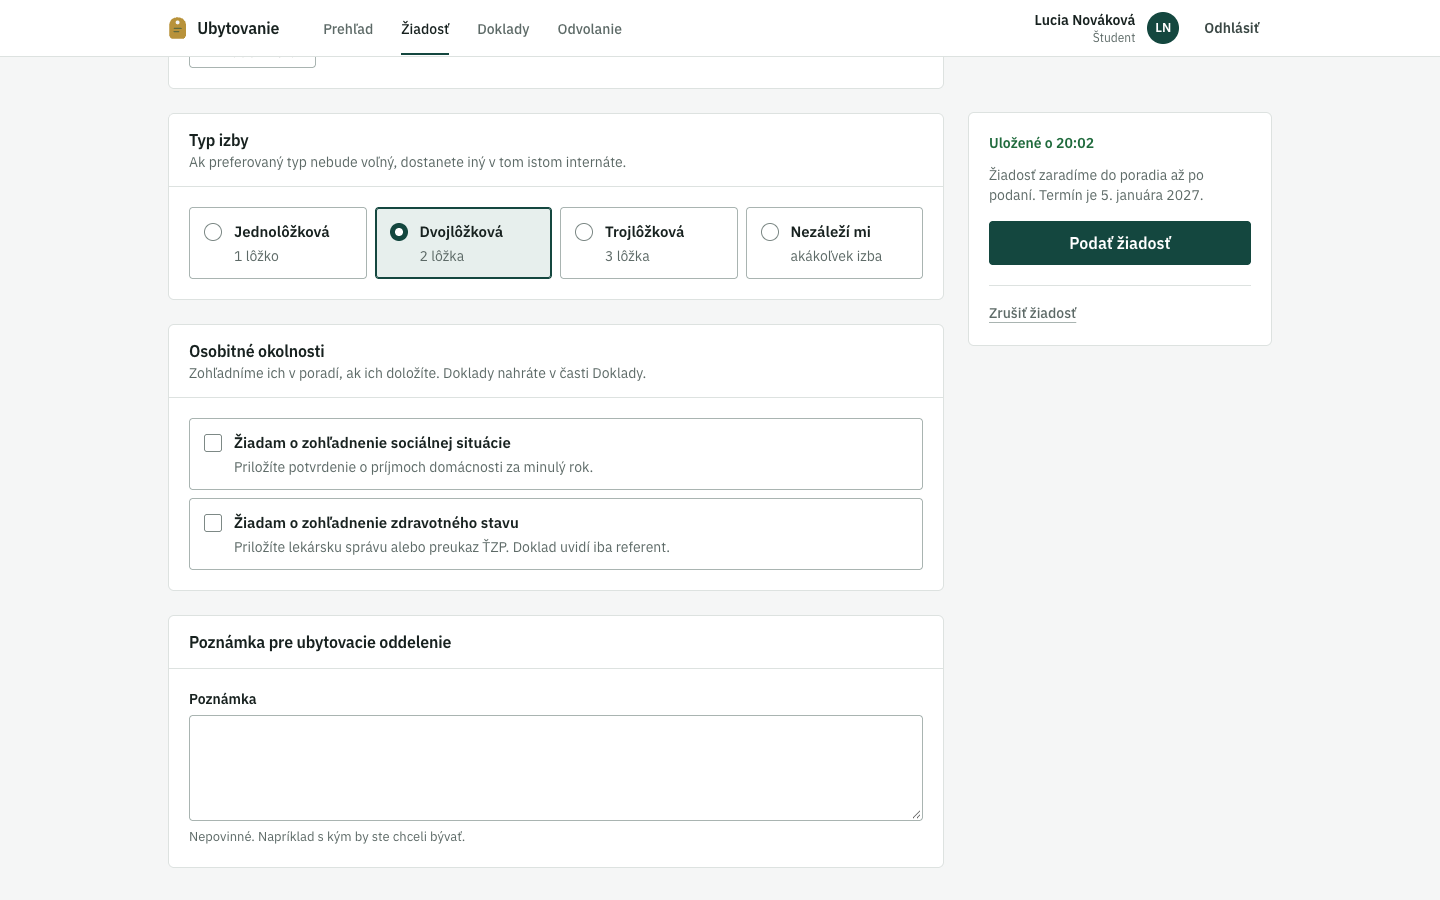 Ubytovanie
Prehľad
Žiadosť
Doklady
Odvolanie
Lucia Nováková
Študent
LN
Odhlásiť
Typ izby
Ak preferovaný typ nebude voľný, dostanete iný v tom istom internáte.
Jednolôžková
1 lôžko
Dvojlôžková
2 lôžka
Trojlôžková
3 lôžka
Nezáleží mi
akákoľvek izba
Osobitné okolnosti
Zohľadníme ich v poradí, ak ich doložíte. Doklady nahráte v časti Doklady.
Žiadam o zohľadnenie sociálnej situácie
Priložíte potvrdenie o príjmoch domácnosti za minulý rok.
Žiadam o zohľadnenie zdravotného stavu
Priložíte lekársku správu alebo preukaz ŤZP. Doklad uvidí iba referent.
Poznámka pre ubytovacie oddelenie
Poznámka
Nepovinné. Napríklad s kým by ste chceli bývať.
Uložené o 20:02
Žiadosť zaradíme do poradia až po
podaní. Termín je 5. januára 2027.
Podať žiadosť
Zrušiť žiadosť